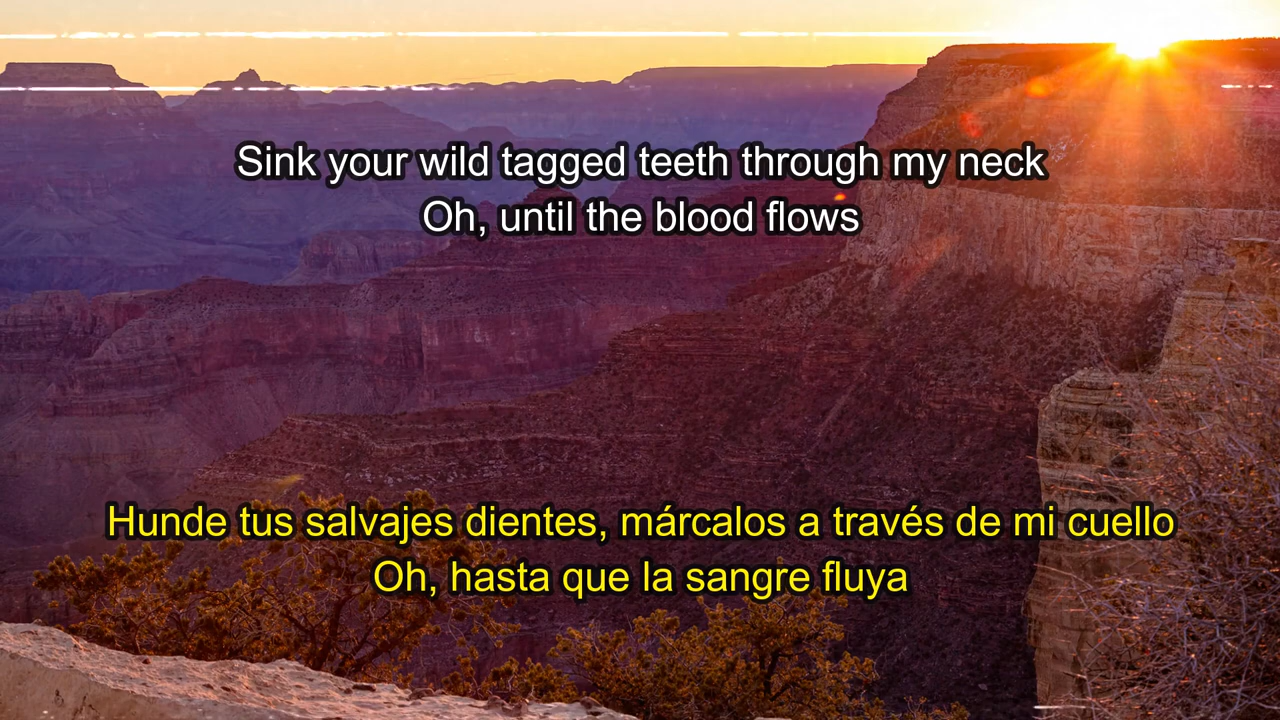 Sink your wild tagged teeth through my neck
Oh, until the blood flows
Hunde tus salvajes dientes, márcalos a través de mi cuello
Oh, hasta que la sangre fluya